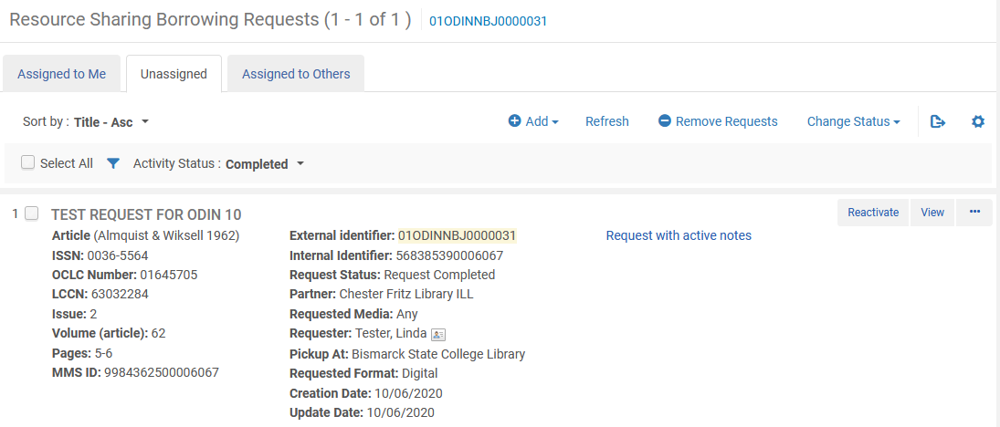 Resource Sharing Borrowing Requests (1 - 1 of 1 ) 01ODINNBJ0000031
Assigned to Me Unassigned Assigned to Others
Sort by : Title - Asc Add Refresh Remove Requests Change Status
Select All Activity Status : Completed
1 TEST REQUEST FOR ODIN 10 Reactivate View ...
Article (Almquist & Wiksell 1962) External identifier: 01ODINNBJ0000031 Request with active notes
ISSN: 0036-5564 Internal Identifier: 568385390006067
OCLC Number: 01645705 Request Status: Request Completed
LCCN: 63032284 Partner: Chester Fritz Library ILL
Issue: 2 Requested Media: Any
Volume (article): 62 Requester: Tester, Linda
Pages: 5-6 Pickup At: Bismarck State College Library
MMS ID: 9984362500006067 Requested Format: Digital
Creation Date: 10/06/2020
Update Date: 10/06/2020